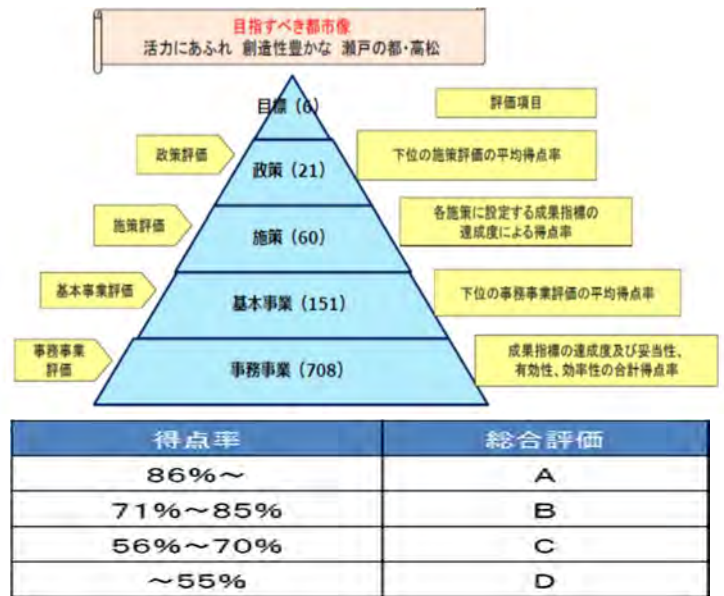 目指すべき都市像
活力にあふれ 創造性豊かな 瀬戸の都・高松
目標（6）
評価項目
政策評価
政策（21）
下位の施策評価の平均得点率
施策評価
施策（60）
各施策に設定する成果指標の
達成度による得点率
基本事業評価
基本事業（151）
下位の事務事業評価の平均得点率
事務事業
評価
事務事業（708）
成果指標の達成度及び妥当性、
有効性、効率性の合計得点率
得点率 総合評価
86%～ A
71%～85% B
56%～70% C
～55% D